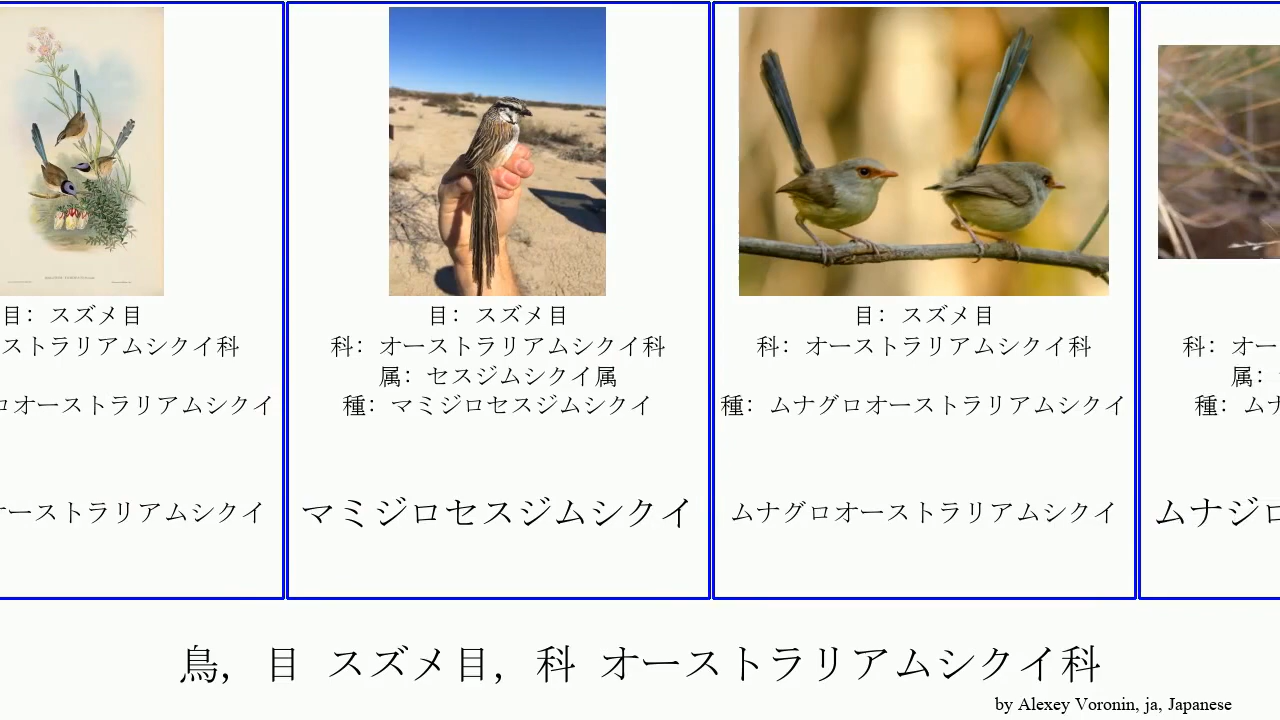 目: スズメ目
ストラリアムシクイ科
オーストラリアムシクイ
ーストラリアムシクイ
目: スズメ目
科: オーストラリアムシクイ科
属: セスジムシクイ属
種: マミジロセスジムシクイ
マミジロセスジムシクイ
目: スズメ目
科: オーストラリアムシクイ科
種: ムナグロオーストラリアムシクイ
ムナグロオーストラリアムシクイ
科: オー
属:
種: ムナ
ムナジロ
鳥, 目 スズメ目, 科 オーストラリアムシクイ科
by Alexey Voronin, ja, Japanese